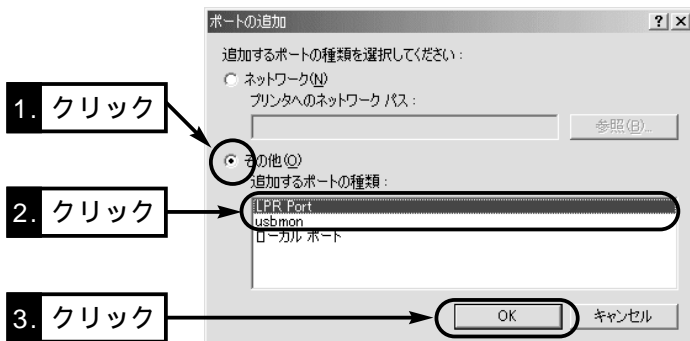 ポートの追加
? ×
追加するポートの種類を選択してください：
ネットワーク(N)
プリンタへのネットワーク パス：
参照(B)...
1. クリック
その他(O)
追加するポートの種類：
2. クリック
LPR Port
usbmon
ローカル ポート
3. クリック
OK
キャンセル